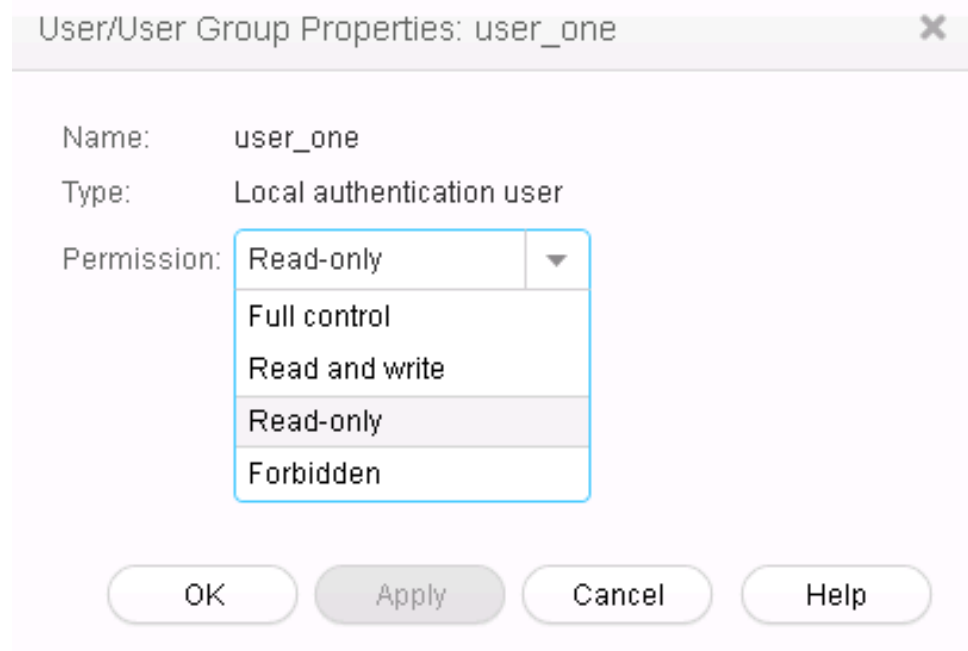 User/User Group Properties: user_one
Name: user_one
Type: Local authentication user
Permission: Read-only
Full control
Read and write
Read-only
Forbidden
OK Apply Cancel Help